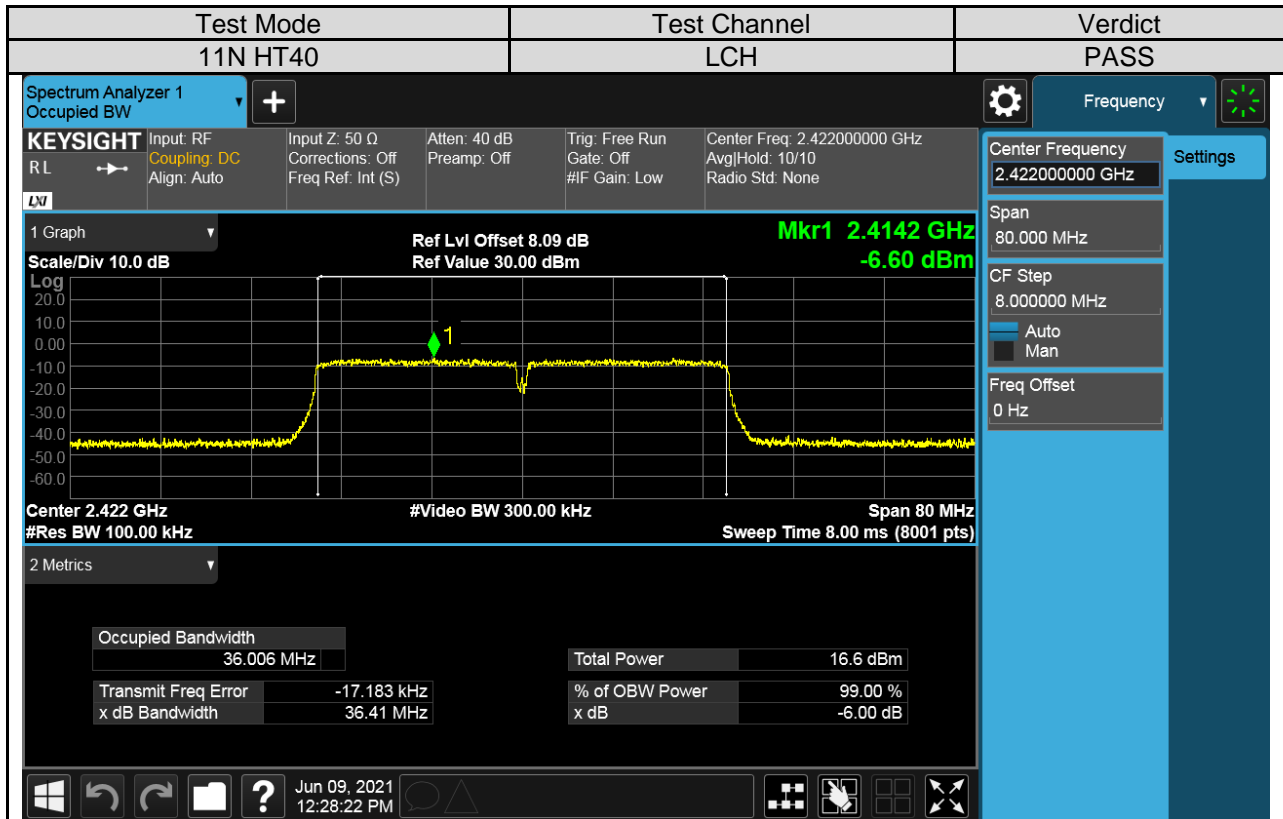 Test Mode Test Channel Verdict
11N HT40 LCH PASS
Spectrum Analyzer 1
Occupied BW
+
Frequency
KEYSIGHT
RL
LXI
Input: RF
Coupling: DC
Align: Auto
Input Z: 50 Ω
Corrections: Off
Freq Ref: Int (S)
Atten: 40 dB
Preamp: Off
Trig: Free Run
Gate: Off
#IF Gain: Low
Center Freq: 2.422000000 GHz
Avg|Hold: 10/10
Radio Std: None
Center Frequency
2.422000000 GHz
Settings
Span
80.000 MHz
CF Step
8.000000 MHz
Auto
Man
Freq Offset
0 Hz
1 Graph
Scale/Div 10.0 dB
Ref Lvl Offset 8.09 dB
Ref Value 30.00 dBm
Mkr1 2.4142 GHz
-6.60 dBm
Log
20.0
10.0
0.00
-10.0
-20.0
-30.0
-40.0
-50.0
-60.0
1
Center 2.422 GHz #Video BW 300.00 kHz Span 80 MHz
#Res BW 100.00 kHz Sweep Time 8.00 ms (8001 pts)
2 Metrics
Occupied Bandwidth
36.006 MHz
Total Power 16.6 dBm
Transmit Freq Error -17.183 kHz
% of OBW Power 99.00 %
x dB Bandwidth 36.41 MHz
x dB -6.00 dB
?
Jun 09, 2021
12:28:22 PM